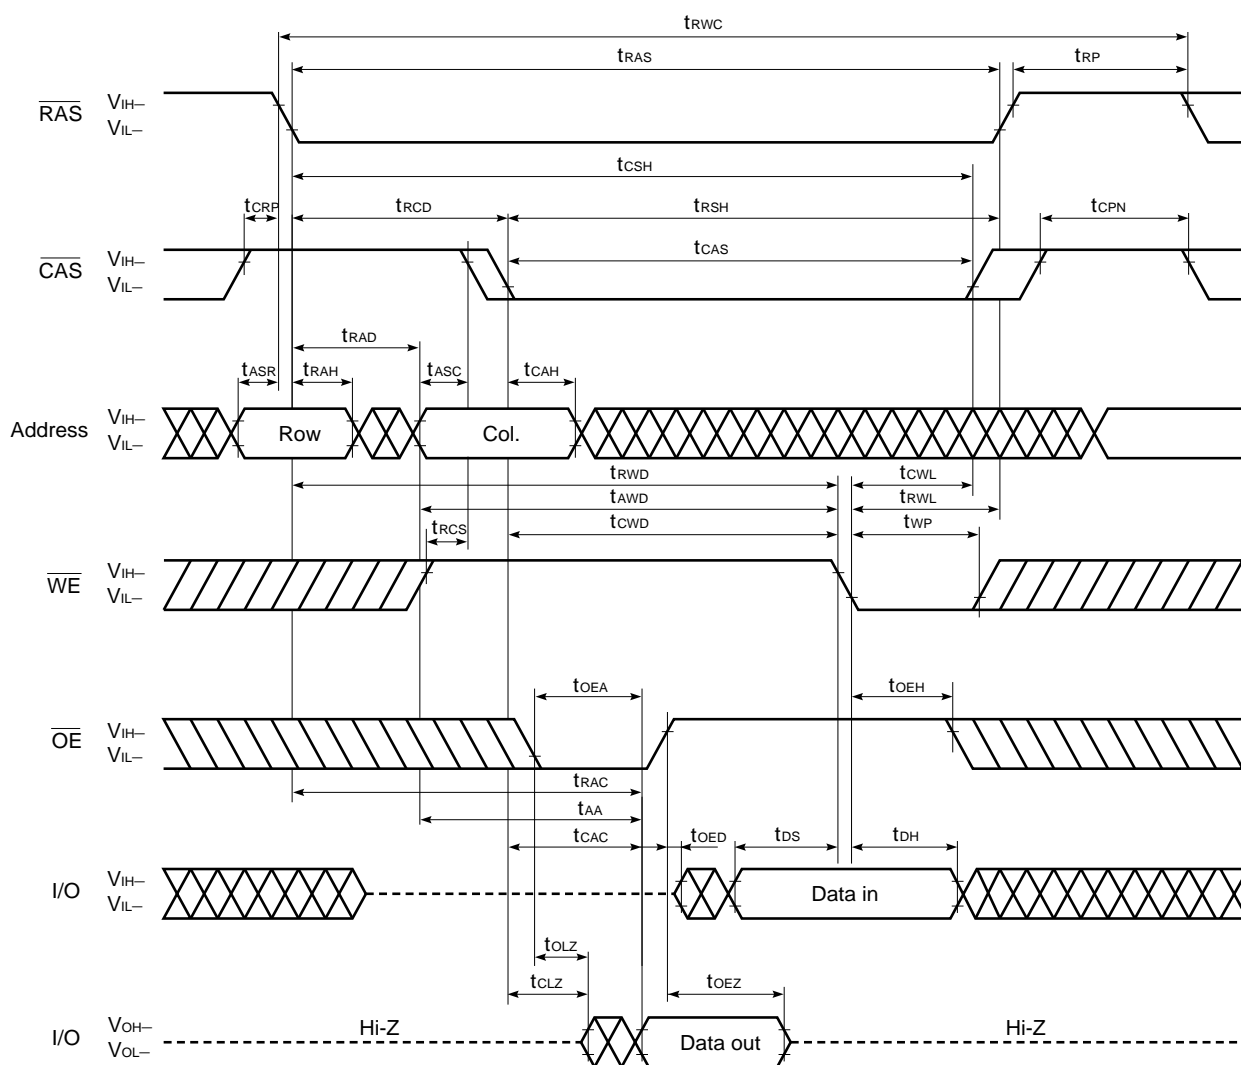 tRWC
tRAS tRP
RAS VIH–
VIL–
tCSH
tCRP tRCD tRSH tCPN
tCAS
CAS VIH–
VIL–
tRAD
tASR tRAH tASC tCAH
Address VIH–
VIL–
Row Col.
tRWD tCWL
tAWD tRWL
tRCS tCWD tWP
WE VIH–
VIL–
tOEA tOEH
OE VIH–
VIL–
tRAC
tAA
tCAC tOED tDS tDH
I/O VIH–
VIL–
Data in
tOLZ
tCLZ tOEZ
I/O VOH–
VOL–
Hi-Z Data out Hi-Z